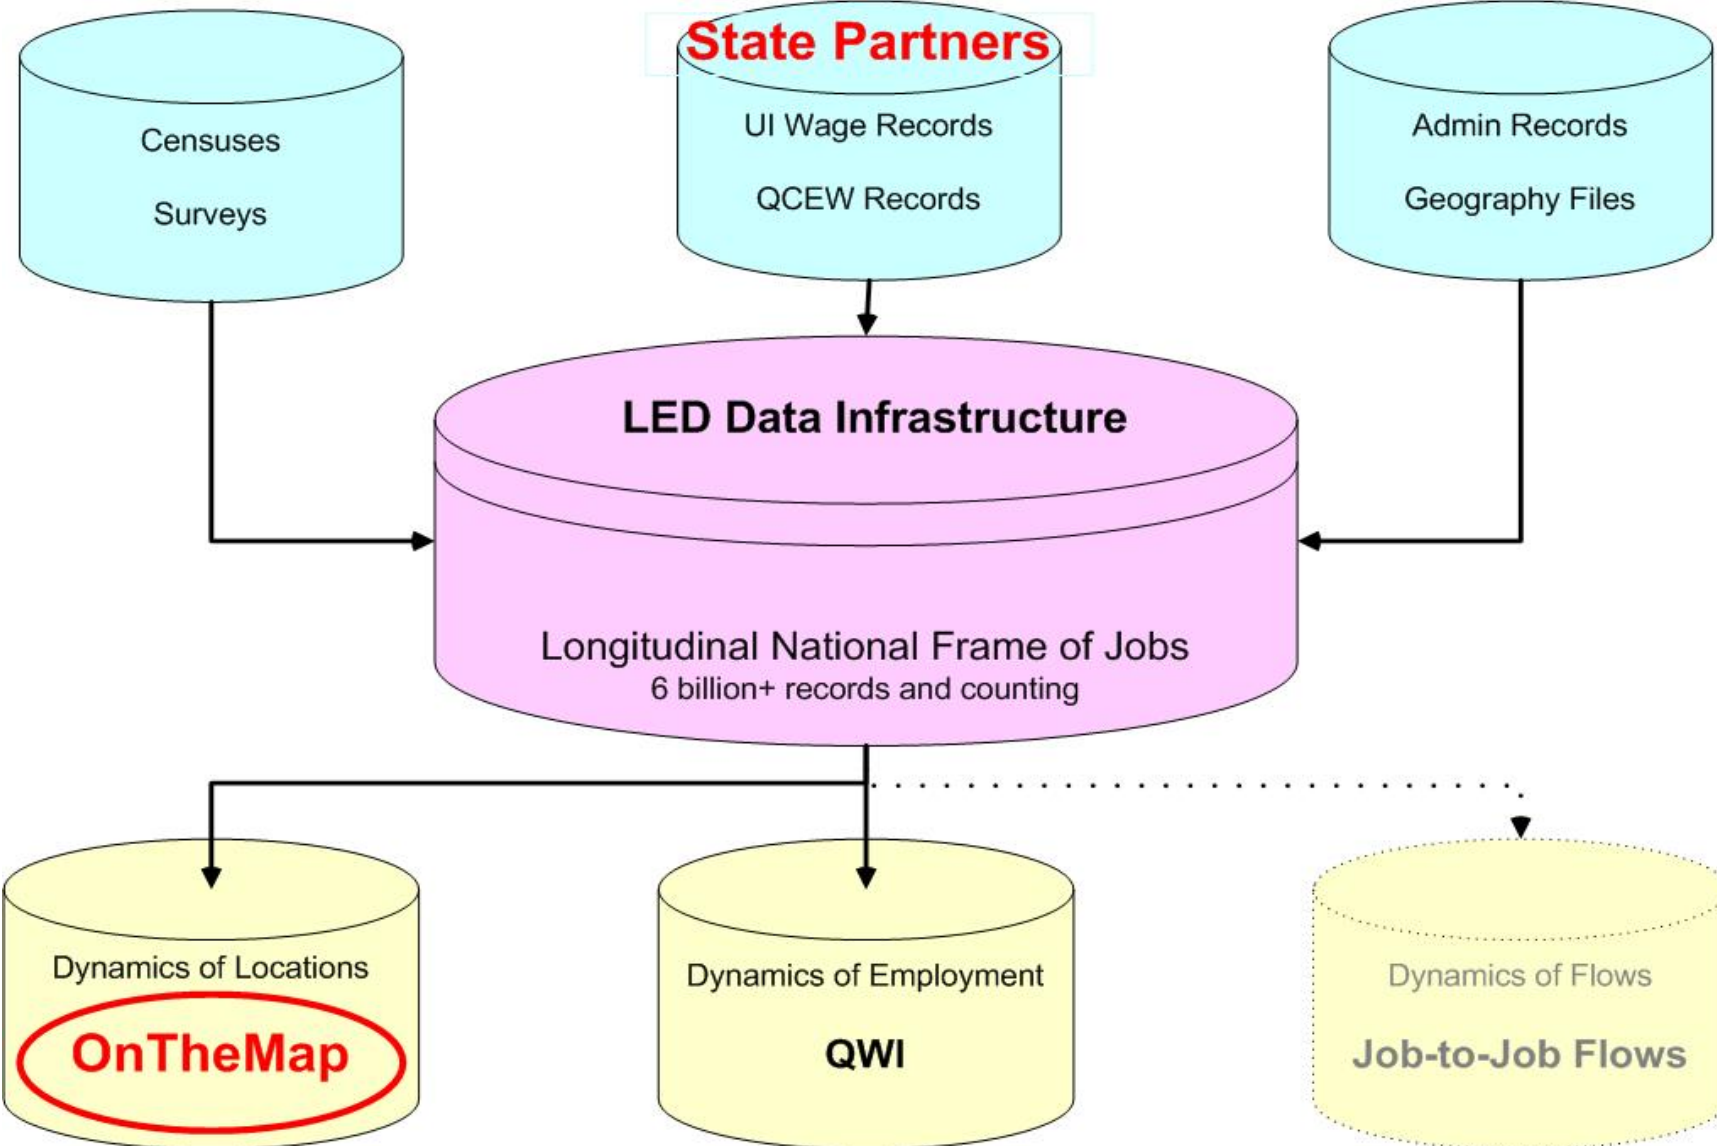 State Partners
Censuses
Surveys
UI Wage Records
QCEW Records
Admin Records
Geography Files
LED Data Infrastructure
Longitudinal National Frame of Jobs
6 billion+ records and counting
Dynamics of Locations
OnTheMap
Dynamics of Employment
QWI
Dynamics of Flows
Job-to-Job Flows